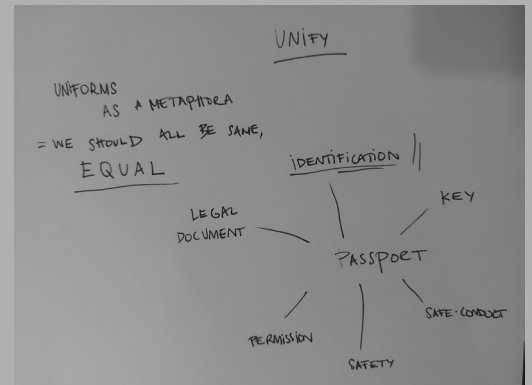 UNIFY
UNIFORMS
AS A METAPHORA
= WE SHOULD ALL BE SAME,
EQUAL
IDENTIFICATION
KEY
LEGAL
DOCUMENT
PASSPORT
SAFE-CONDUCT
PERMISSION
SAFETY